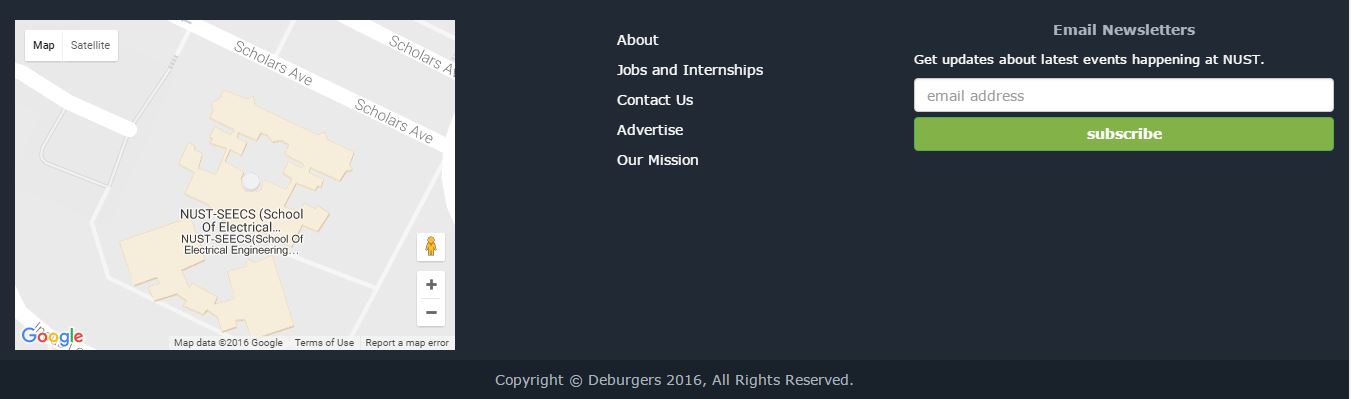 Map Satellite
Scholars Ave
Scholars Ave
Scholars Ave
NUST-SEECS (School
Of Electrical...
NUST-SEECS(School Of
Electrical Engineering...
Google
Map data ©2016 Google Terms of Use Report a map error
About
Jobs and Internships
Contact Us
Advertise
Our Mission
Email Newsletters
Get updates about latest events happening at NUST.
email address
subscribe
Copyright © Deburgers 2016, All Rights Reserved.